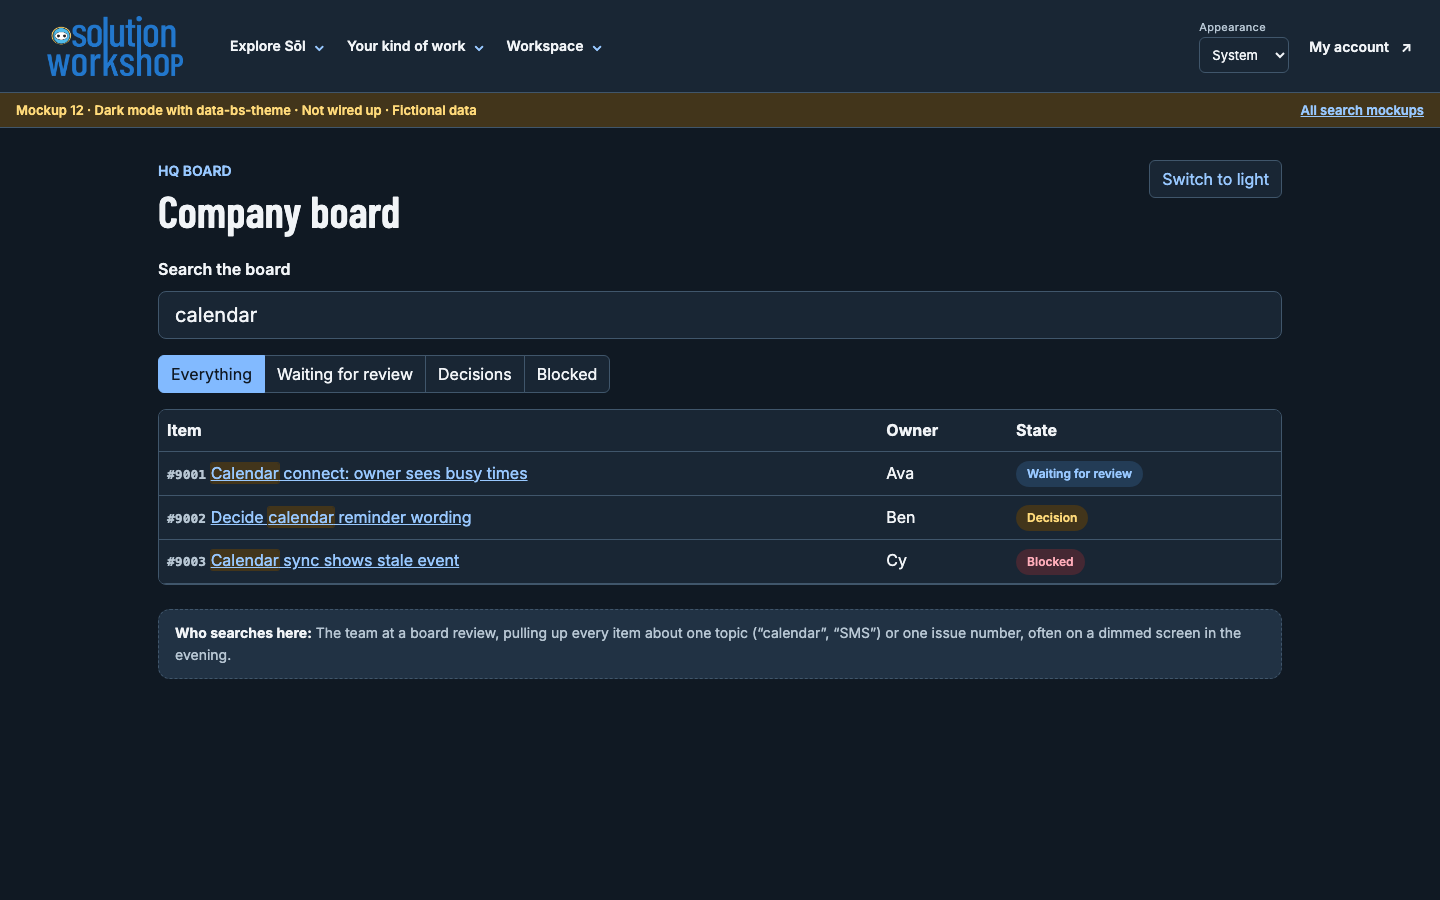 solution
workshop
Explore Sōl
Your kind of work
Workspace
Appearance
System
My account
Mockup 12 · Dark mode with data-bs-theme · Not wired up · Fictional data
All search mockups
HQ BOARD
Company board
Switch to light
Search the board
calendar
Everything
Waiting for review
Decisions
Blocked
Item Owner State
#9001 Calendar connect: owner sees busy times Ava Waiting for review
#9002 Decide calendar reminder wording Ben Decision
#9003 Calendar sync shows stale event Cy Blocked
Who searches here: The team at a board review, pulling up every item about one topic (“calendar”, “SMS”) or one issue number, often on a dimmed screen in the
evening.